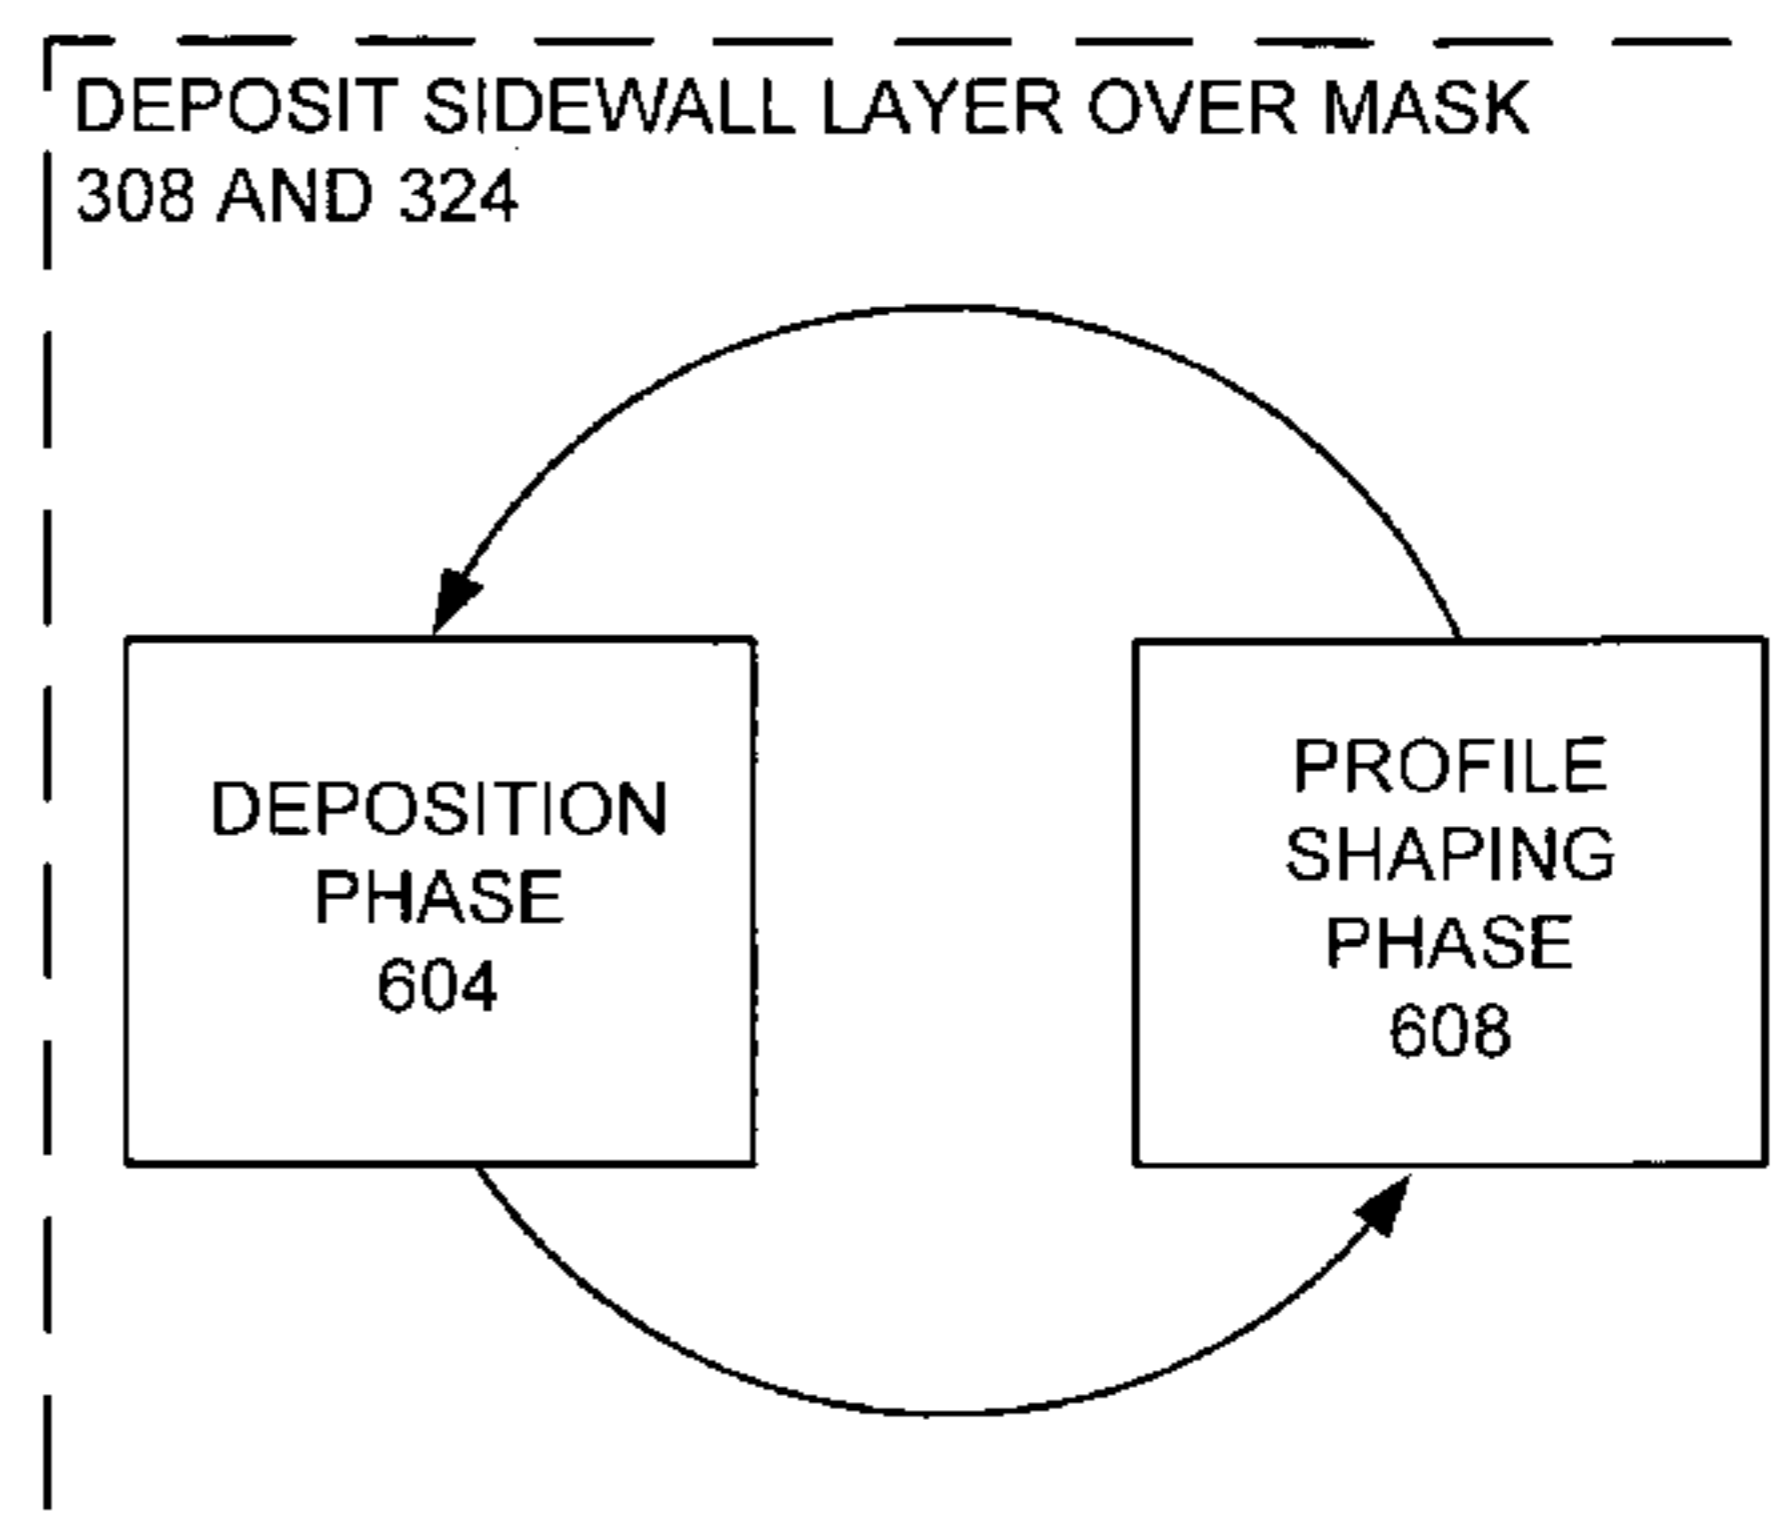 DEPOSIT SIDEWALL LAYER OVER MASK
308 AND 324
DEPOSITION
PHASE
604
PROFILE
SHAPING
PHASE
608